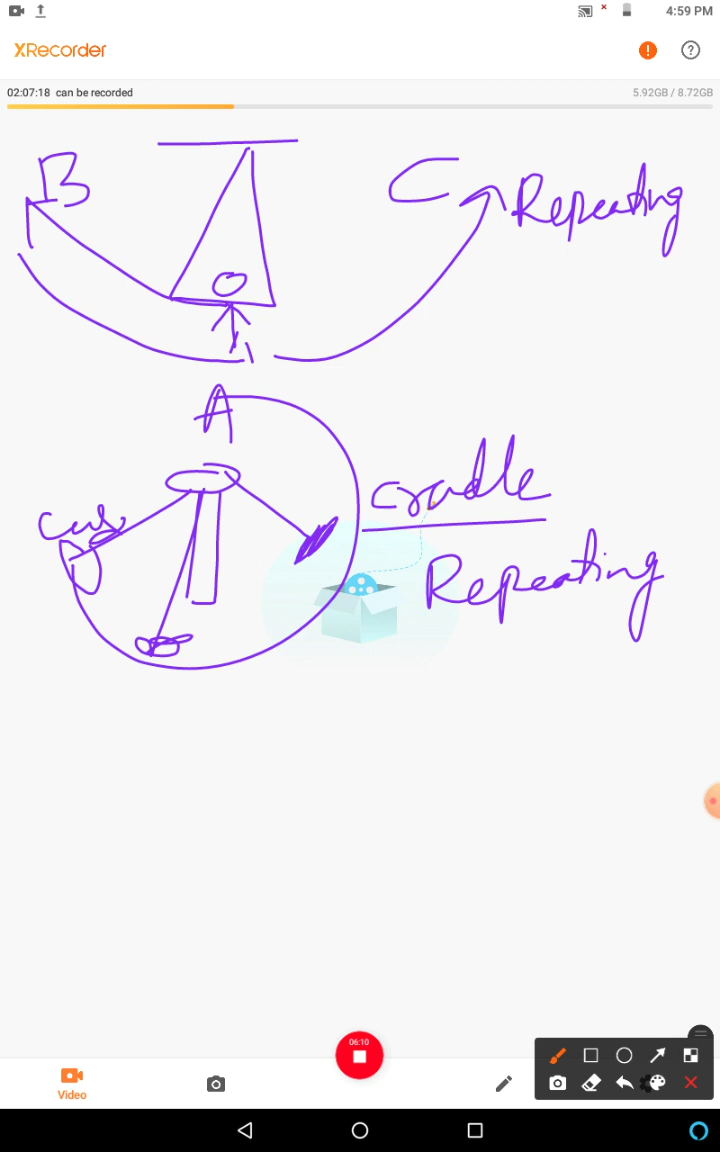 4:59 PM
XRecorder
02:07:18 can be recorded
5.92GB / 8.72GB
B
C Repeating
A
A
Cradle
Repeating
06:10
Video